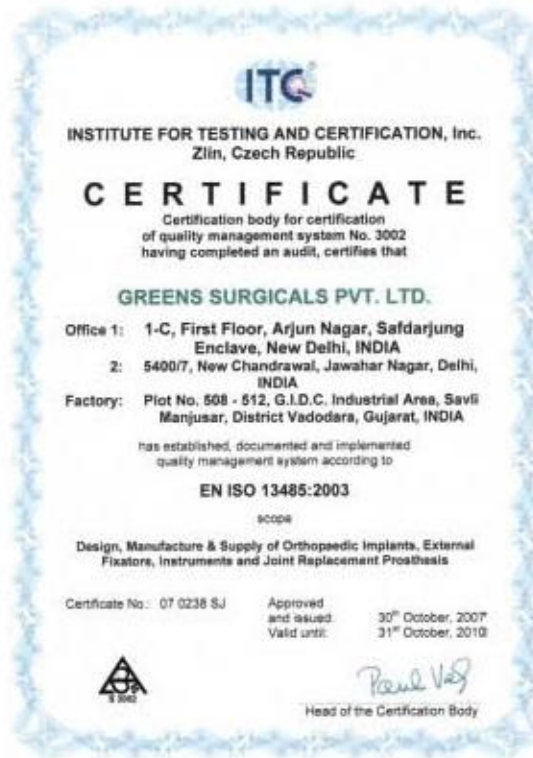 ITC
INSTITUTE FOR TESTING AND CERTIFICATION, Inc.
Zlín, Czech Republic
CERTIFICATE
Certification body for certification
of quality management system No. 3002
having completed an audit, certifies that
GREENS SURGICALS PVT. LTD.
Office 1: 1-C, First Floor, Arjun Nagar, Safdarjung
Enclave, New Delhi, INDIA
2: 5400/7, New Chandrawal, Jawahar Nagar, Delhi,
INDIA
Factory: Plot No. 508 - 512, G.I.D.C. Industrial Area, Savli
Manjusar, District Vadodara, Gujarat, INDIA
has established, documented and implemented
quality management system according to
EN ISO 13485:2003
scope
Design, Manufacture & Supply of Orthopaedic Implants, External
Fixators, Instruments and Joint Replacement Prosthesis
Certificate No.: 07 0238 SJ
Approved
and issued: 30th October, 2007
Valid until: 31st October, 2010
Head of the Certification Body